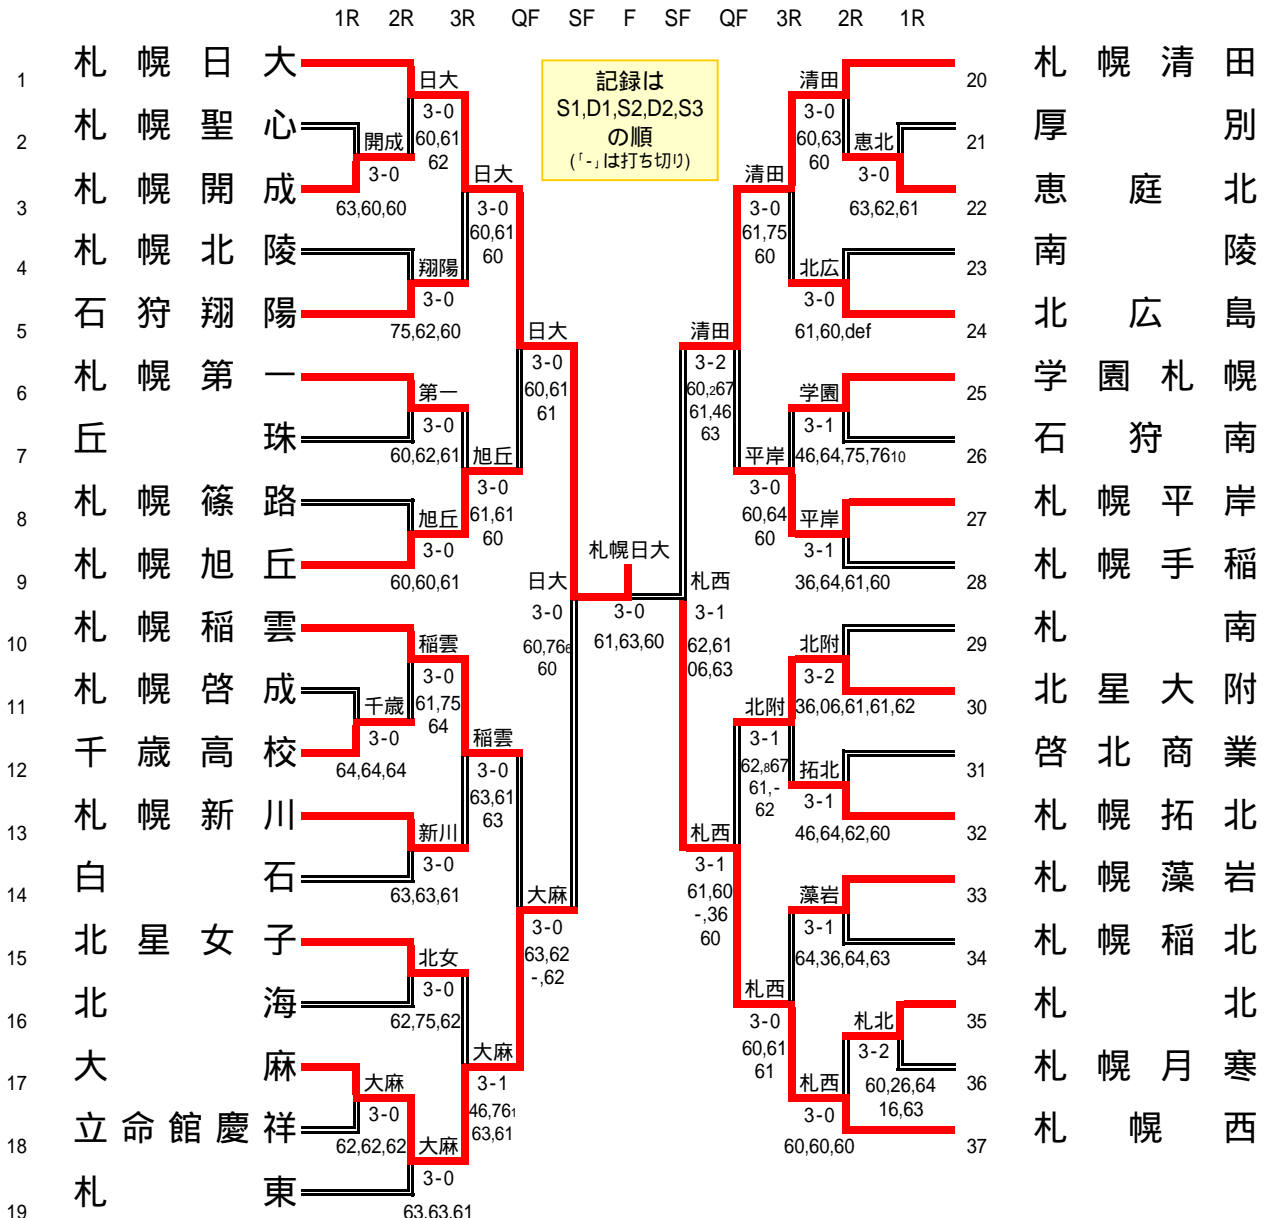 1R 2R 3R QF SF F SF QF 3R 2R 1R
記録は
S1,D1,S2,D2,S3
の順
(「-」は打ち切り)
1 札幌日大
2 札幌聖心
3 札幌開成
4 札幌北陵
5 石狩翔陽
6 札幌第一
7 丘珠
8 札幌篠路
9 札幌旭丘
10 札幌稲雲
11 札幌啓成
12 千歳高校
13 札幌新川
14 白石
15 北星女子
16 北海
17 大麻
18 立命館慶祥
19 札東
開成
3-0
63,60,60
千歳
3-0
64,64,64
大麻
3-0
62,62,62
日大
3-0
60,61
62
翔陽
3-0
75,62,60
第一
3-0
60,62,61
旭丘
3-0
60,60,61
稲雲
3-0
61,75
64
新川
3-0
63,63,61
北女
3-0
62,75,62
大麻
3-0
63,63,61
日大
3-0
60,61
60
旭丘
3-0
61,61
60
稲雲
3-0
63,61
63
大麻
3-1
46,761
63,61
日大
3-0
60,61
61
大麻
3-0
63,62
-,62
日大
3-0
60,766
60
札幌日大
3-0
61,63,60
札西
3-1
62,61
06,63
清田
3-2
60,267
61,46
63
札西
3-1
61,60
-,36
60
清田
3-0
61,75
60
平岸
3-0
60,64
60
北附
3-1
62,867
61,-
62
札西
3-0
60,61
61
清田
3-0
60,63
60
北広
3-0
61,60,def
学園
3-1
46,64,75,7610
平岸
3-1
36,64,61,60
北附
3-2
36,06,61,61,62
拓北
3-1
46,64,62,60
藻岩
3-1
64,36,64,63
札西
3-0
60,60,60
恵北
3-0
63,62,61
札北
3-2
60,26,64
16,63
20 札幌清田
21 厚別
22 恵庭北
23 南陵
24 北広島
25 学園札幌
26 石狩南
27 札幌平岸
28 札幌手稲
29 札南
30 北星大附
31 啓北商業
32 札幌拓北
33 札幌藻岩
34 札幌稲北
35 札北
36 札幌月寒
37 札幌西